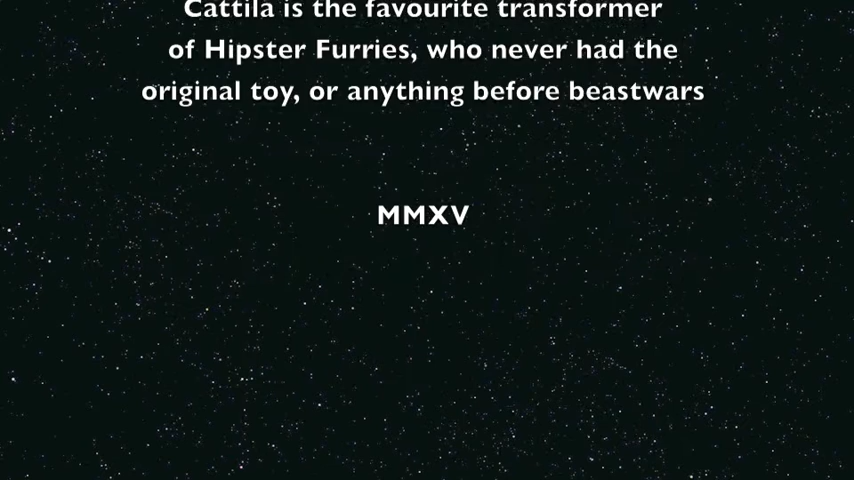 Cattila is the favourite transformer
of Hipster Furries, who never had the
original toy, or anything before beastwars
MMXV